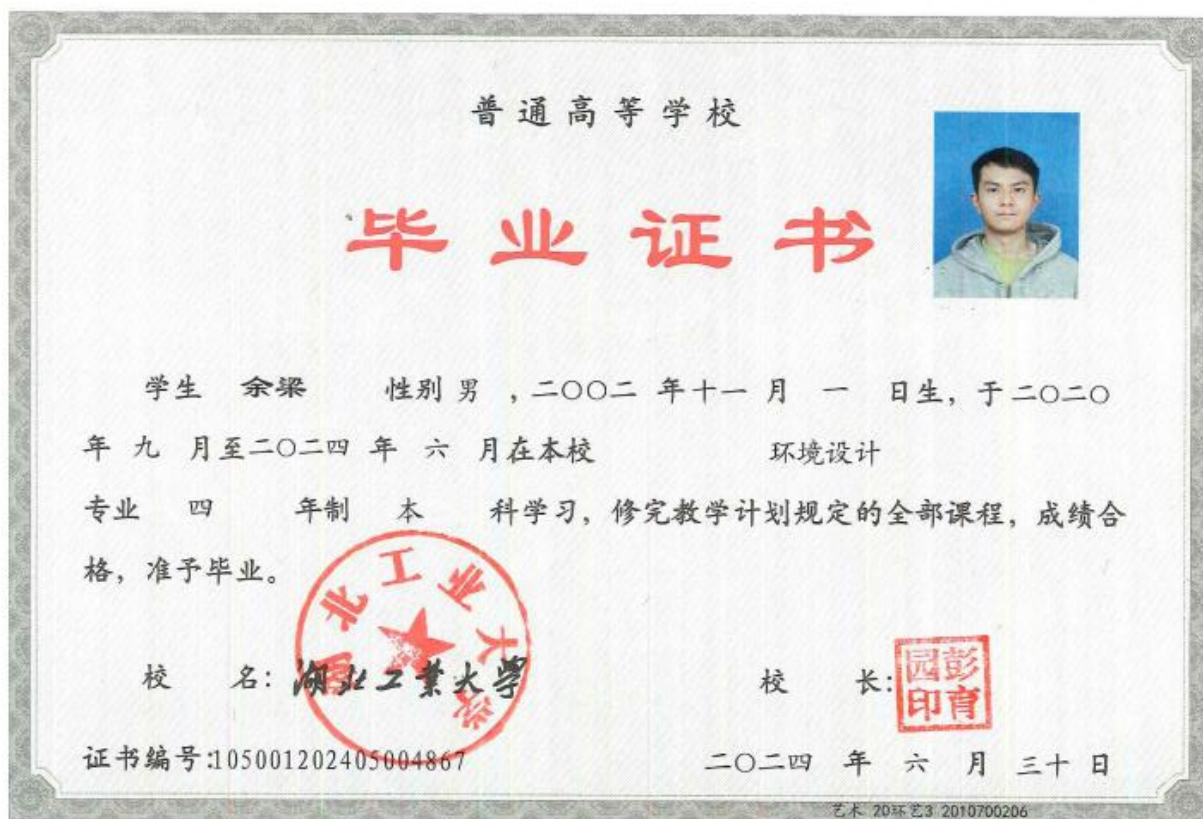 普通高等学校
毕业证书
学生 余梁 性别 男 ,二〇〇二 年十一 月 一 日生, 于二〇二〇
年 九 月至二〇二四 年 六 月在本校 环境设计
专业 四 年制 本 科学习, 修完教学计划规定的全部课程, 成绩合
格, 准予毕业。
湖北工业大学
校 名: 湖北工業大學
校 长:
彭育园印
证书编号:105001202405004867
二〇二四 年 六 月 三十 日
艺术 20环艺3 2010700206